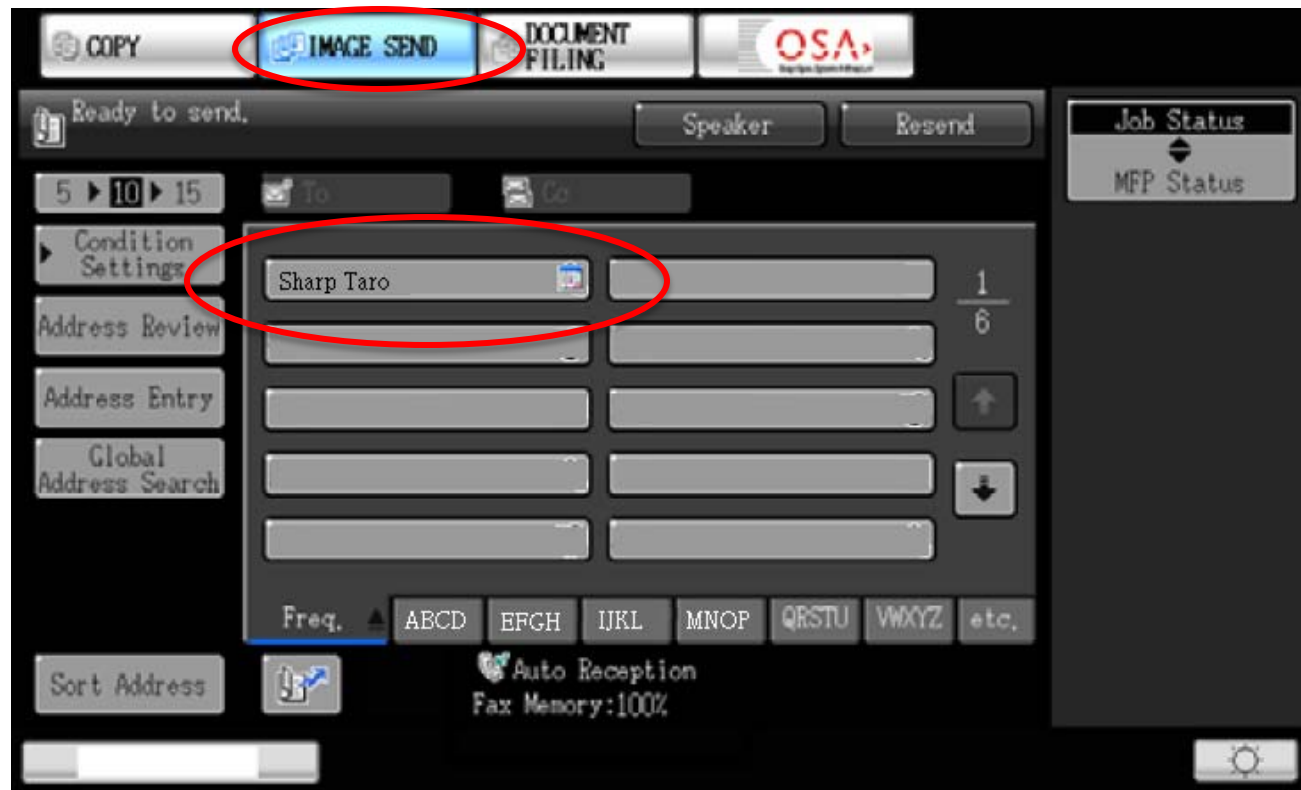 COPY
IMAGE SEND
DOCUMENT
FILING
OSA
Ready to send.
Speaker
Resend
Job Status
MFP Status
5 ▶ 10 ▶ 15
To
Cc
Condition
Settings
Sharp Taro
1
6
Address Review
Address Entry
Global
Address Search
Freq.
ABCD
EFGH
IJKL
MNOP
QRSTU
VWXYZ
etc.
Sort Address
Auto Reception
Fax Memory:100%